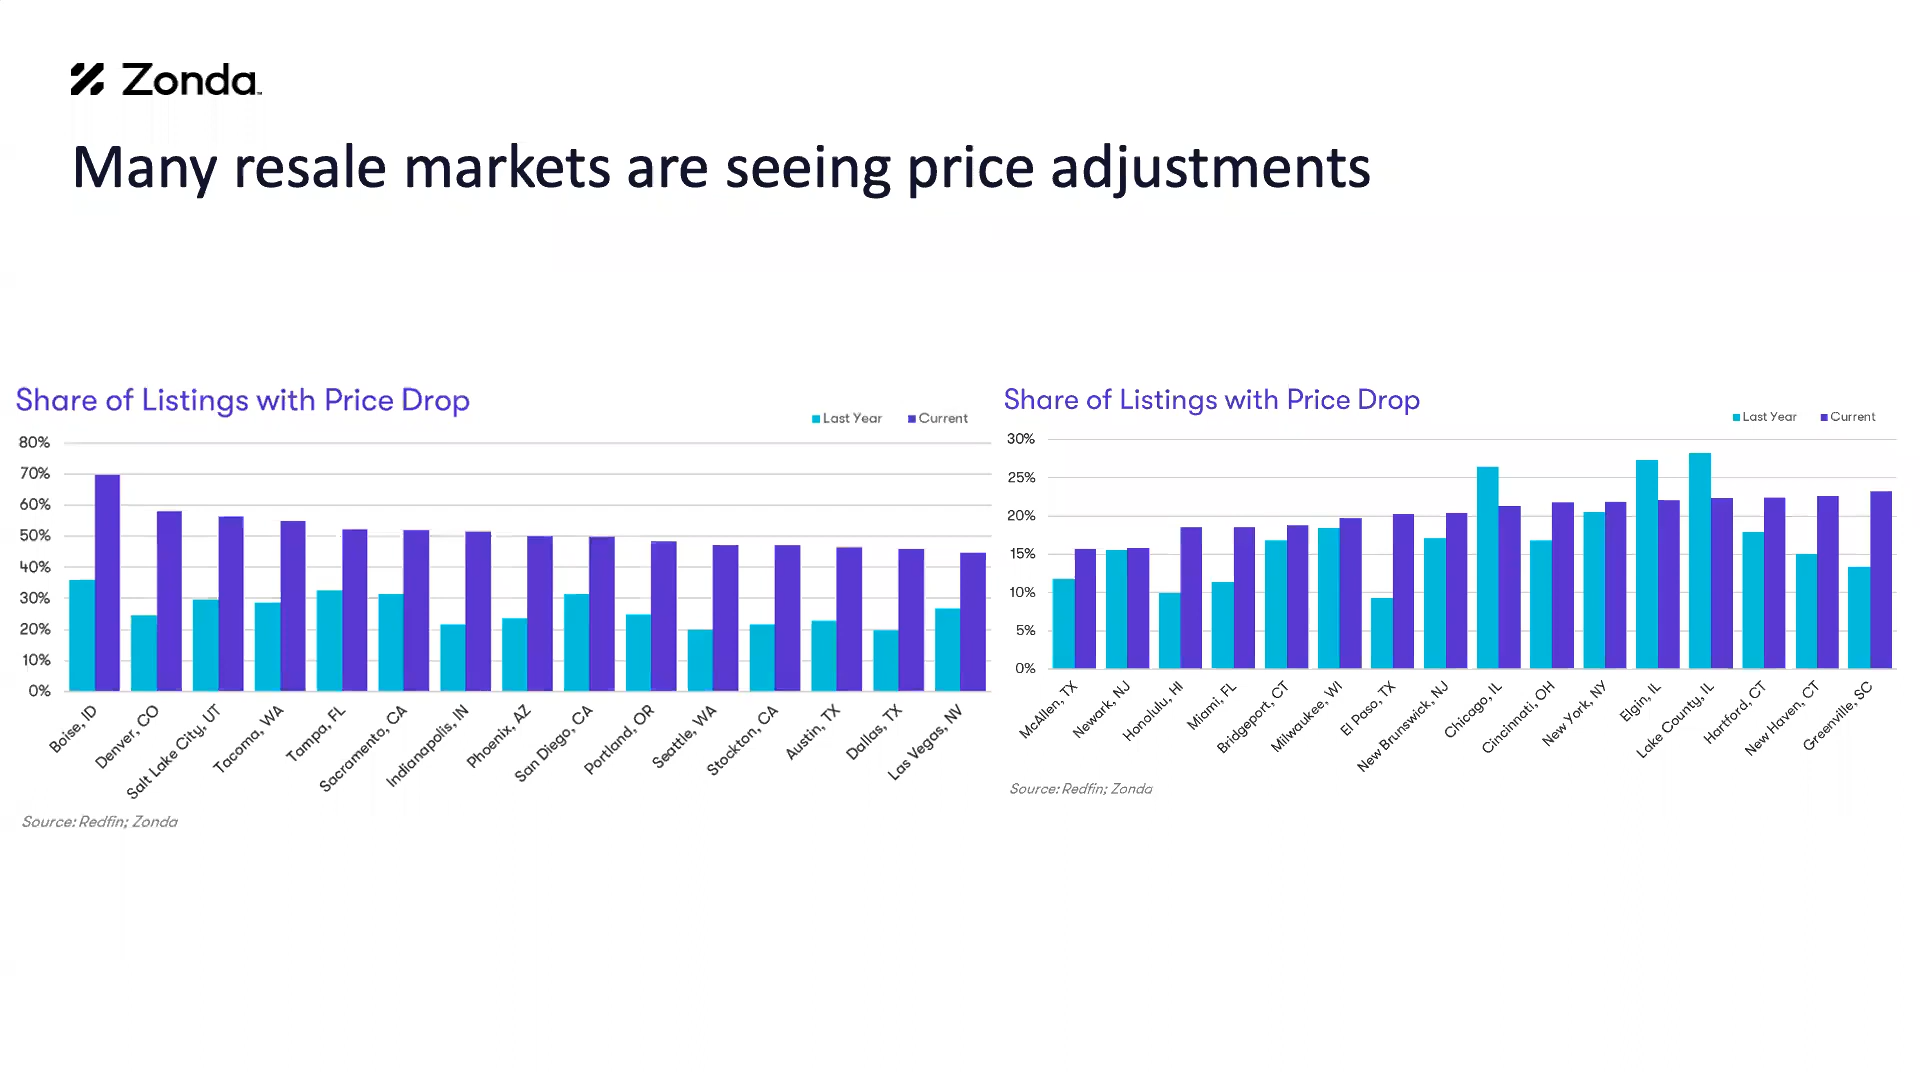 Zonda
Many resale markets are seeing price adjustments
Share of Listings with Price Drop
Last Year Current
80%
70%
60%
50%
40%
30%
20%
10%
0%
Boise, ID
Denver, CO
Salt Lake City, UT
Tacoma, WA
Tampa, FL
Sacramento, CA
Indianapolis, IN
Phoenix, AZ
San Diego, CA
Portland, OR
Seattle, WA
Stockton, CA
Austin, TX
Dallas, TX
Las Vegas, NV
Source: Redfin; Zonda
Share of Listings with Price Drop
Last Year Current
30%
25%
20%
15%
10%
5%
0%
McAllen, TX
Newark, NJ
Honolulu, HI
Miami, FL
Bridgeport, CT
Milwaukee, WI
El Paso, TX
New Brunswick, NJ
Chicago, IL
Cincinnati, OH
New York, NY
Elgin, IL
Lake County, IL
Hartford, CT
New Haven, CT
Greenville, SC
Source: Redfin; Zonda